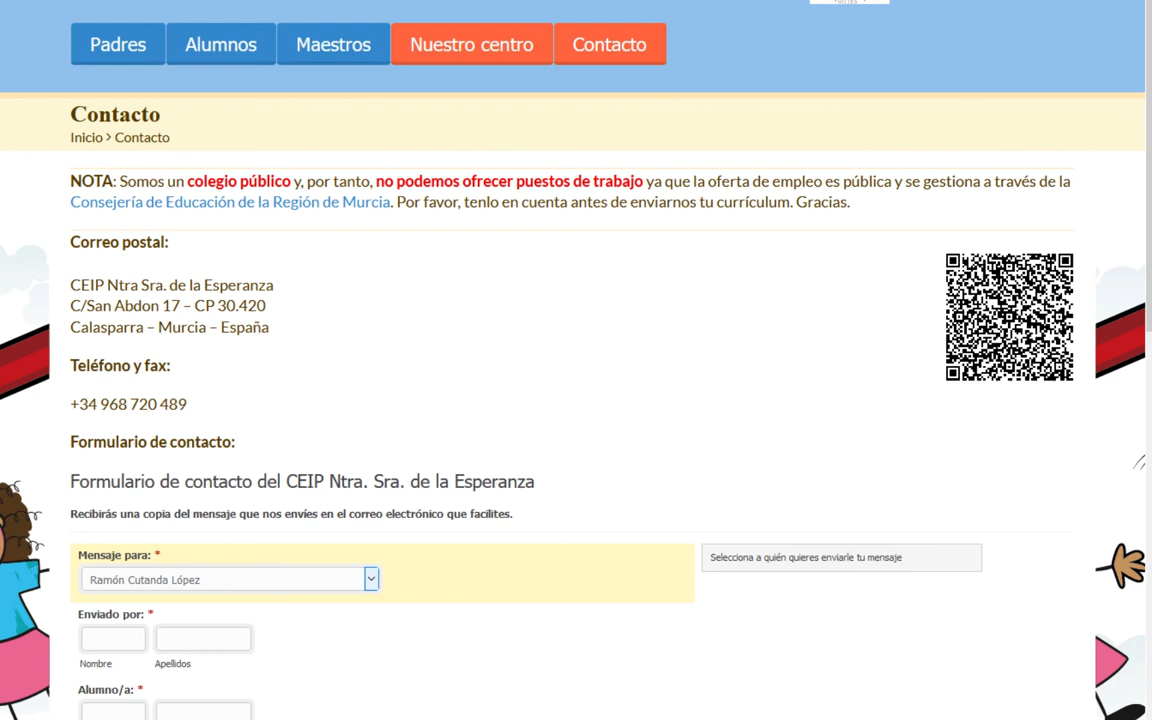 Padres
Alumnos
Maestros
Nuestro centro
Contacto
Contacto
Inicio > Contacto
NOTA: Somos un colegio público y, por tanto, no podemos ofrecer puestos de trabajo ya que la oferta de empleo es pública y se gestiona a través de la
Consejería de Educación de la Región de Murcia. Por favor, tenlo en cuenta antes de enviarnos tu currículum. Gracias.
Correo postal:
CEIP Ntra Sra. de la Esperanza
C/San Abdon 17 – CP 30.420
Calasparra – Murcia – España
Teléfono y fax:
+34 968 720 489
Formulario de contacto:
Formulario de contacto del CEIP Ntra. Sra. de la Esperanza
Recibirás una copia del mensaje que nos envíes en el correo electrónico que facilites.
Mensaje para: *
Selecciona a quién quieres enviarle tu mensaje
Ramón Cutanda López
Enviado por: *
Nombre
Apellidos
Alumno/a: *